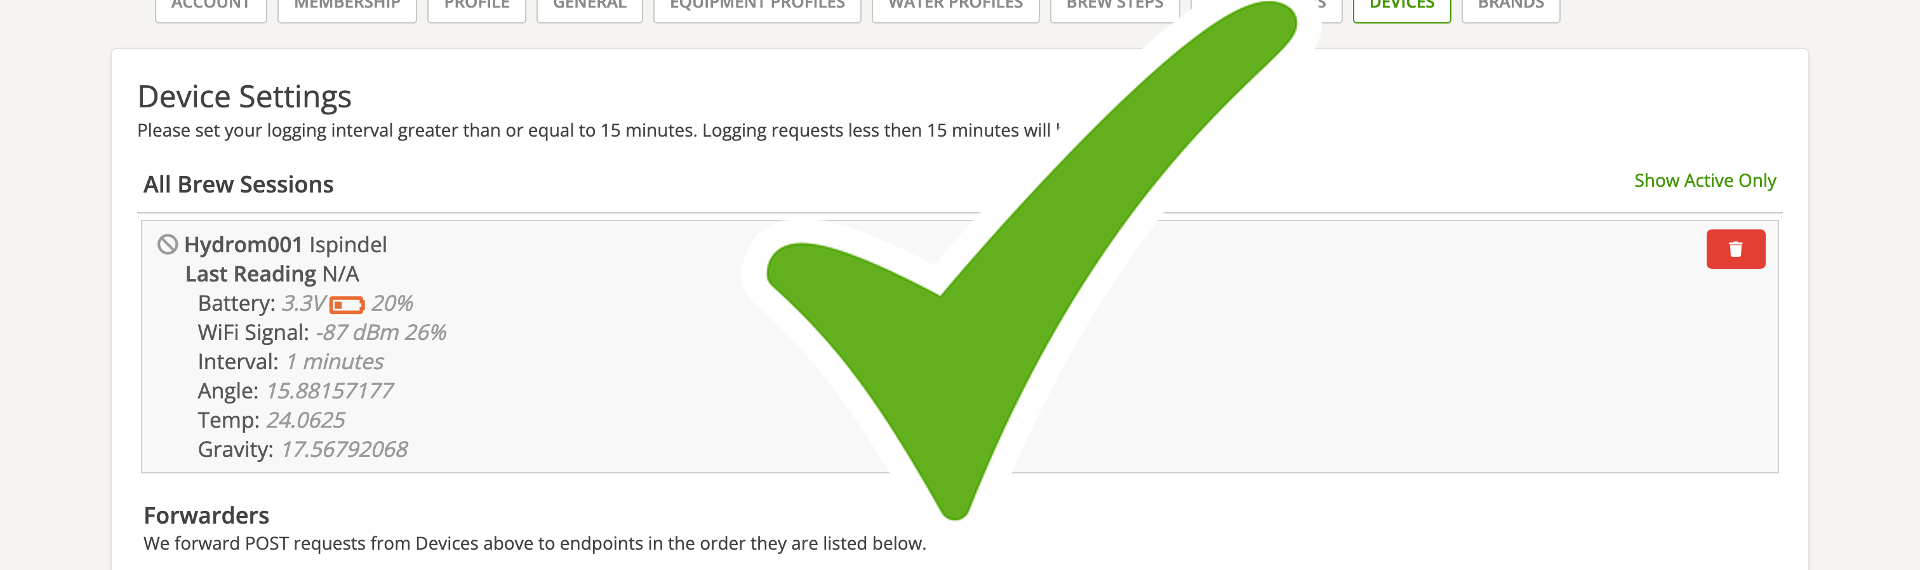 ACCOUNT MEMBERSHIP PROFILE GENERAL EQUIPMENT PROFILES WATER PROFILES BREW STEPS DEVICES BRANDS
Device Settings
Please set your logging interval greater than or equal to 15 minutes. Logging requests less then 15 minutes will
All Brew Sessions
Show Active Only
Hydrom001 Ispindel
Last Reading N/A
Battery: 3.3V 20%
WiFi Signal: -87 dBm 26%
Interval: 1 minutes
Angle: 15.88157177
Temp: 24.0625
Gravity: 17.56792068
Forwarders
We forward POST requests from Devices above to endpoints in the order they are listed below.